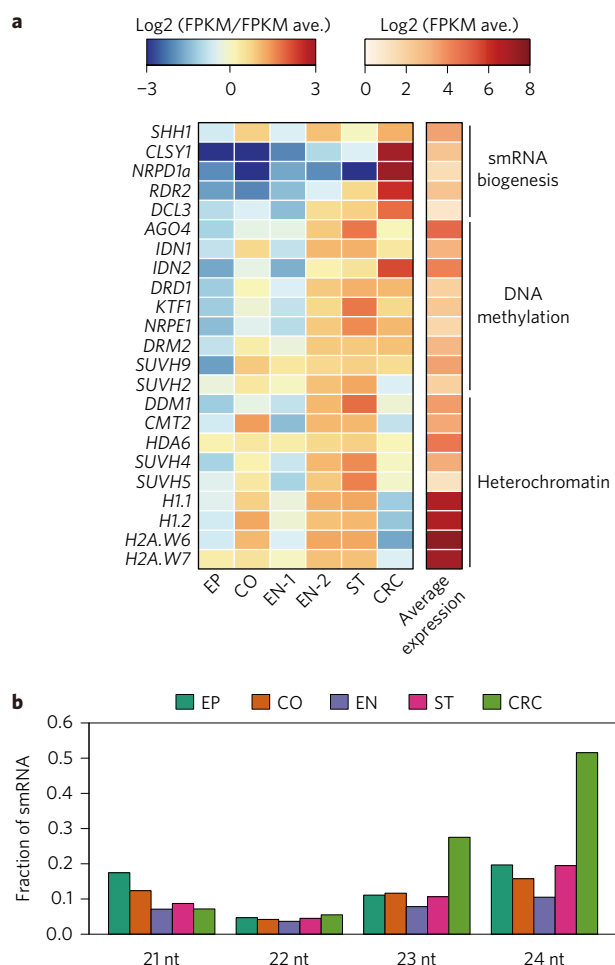 a
Log2 (FPKM/FPKM ave.)
Log2 (FPKM ave.)
−3 0 3
0 2 4 6 8
SHH1
CLSY1
NRPD1a
RDR2
DCL3
AGO4
IDN1
IDN2
DRD1
KTF1
NRPE1
DRM2
SUVH9
SUVH2
DDM1
CMT2
HDA6
SUVH4
SUVH5
H1.1
H1.2
H2A.W6
H2A.W7
smRNA
biogenesis
DNA
methylation
Heterochromatin
EP CO EN-1 EN-2 ST CRC Average
expression
b
EP CO EN ST CRC
Fraction of smRNA
0.6
0.5
0.4
0.3
0.2
0.1
0.0
21 nt 22 nt 23 nt 24 nt